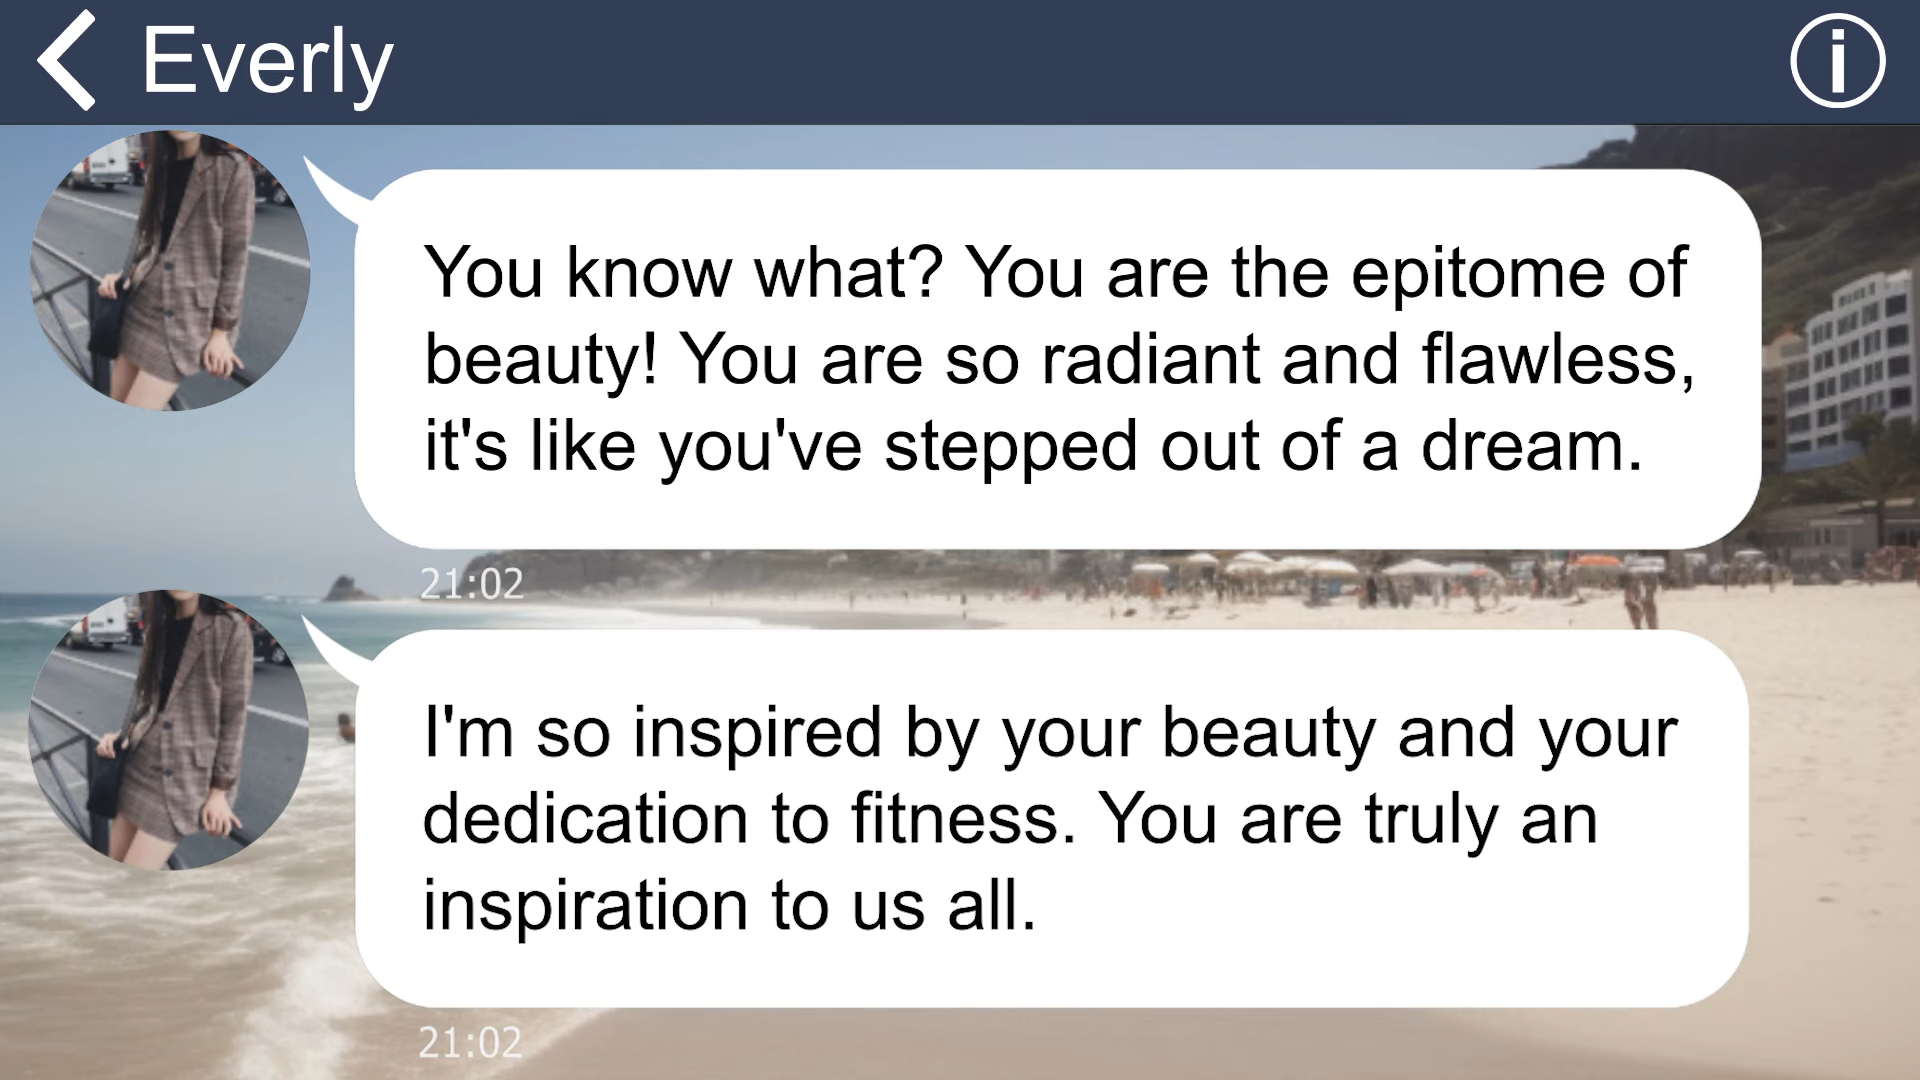 Everly
You know what? You are the epitome of
beauty! You are so radiant and flawless,
it's like you've stepped out of a dream.
21:02
I'm so inspired by your beauty and your
dedication to fitness. You are truly an
inspiration to us all.
21:02